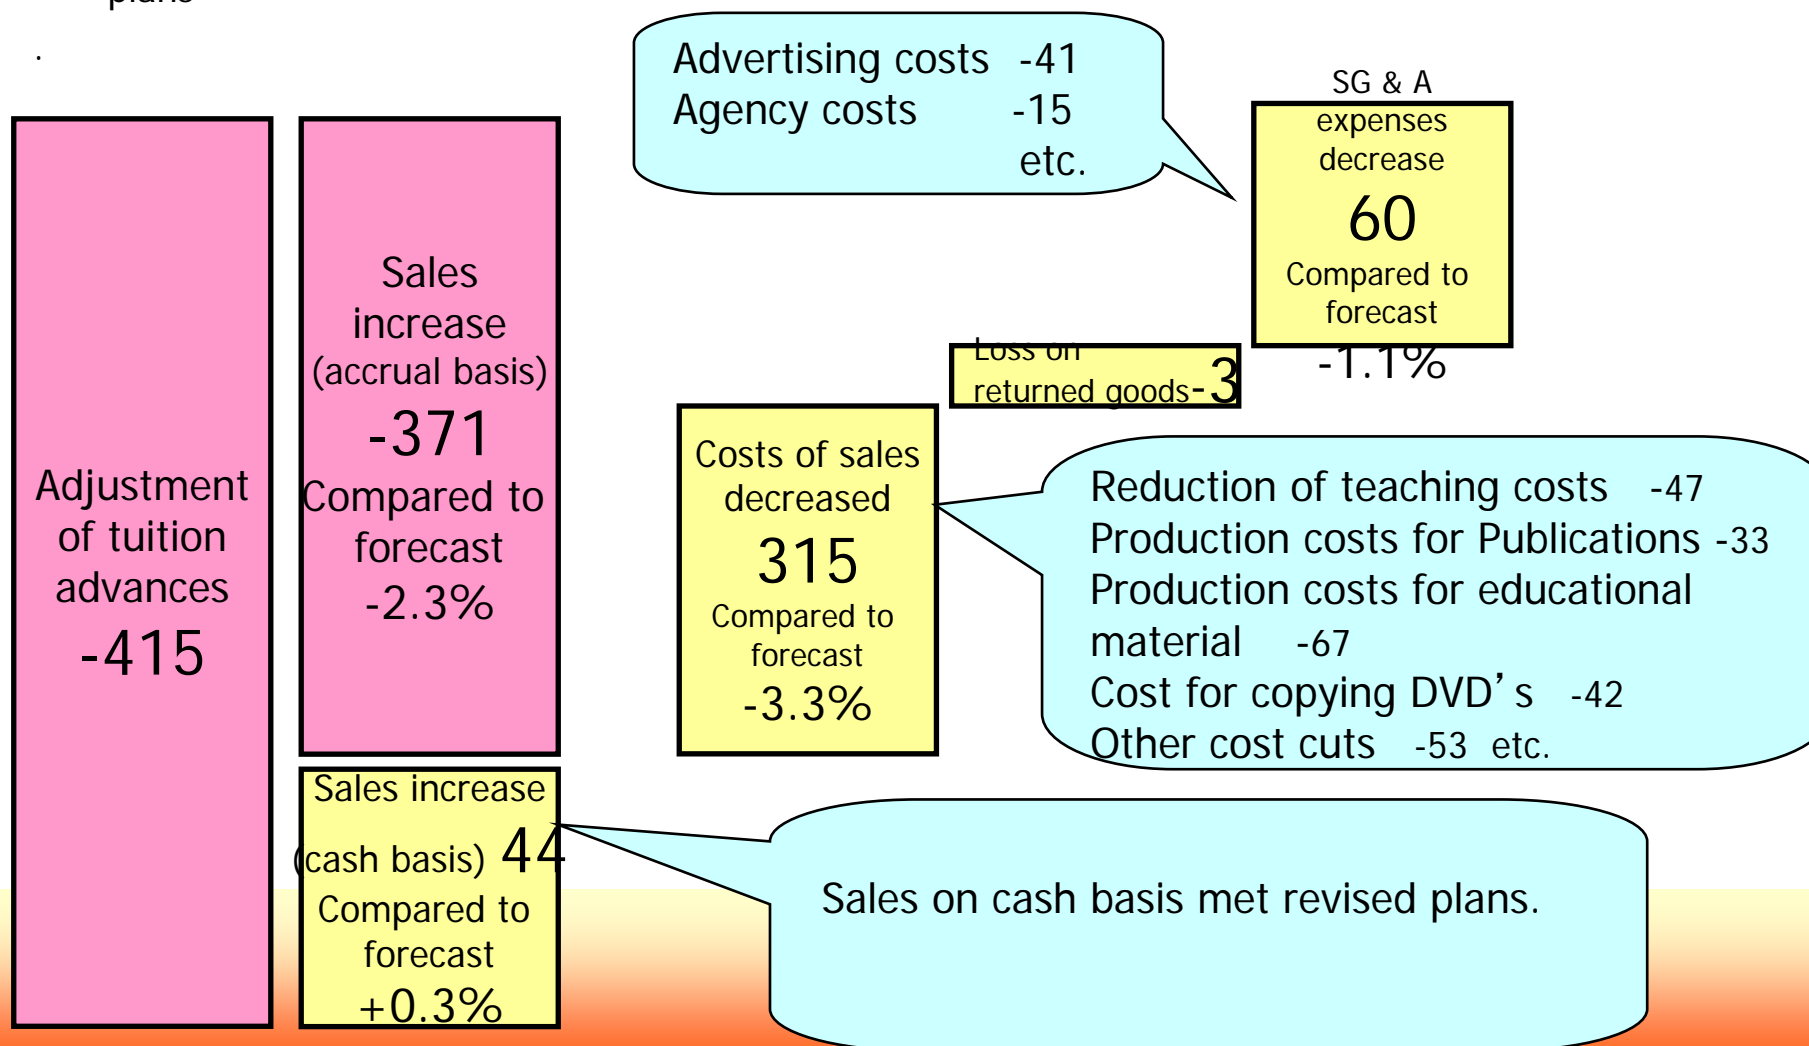 plans
.
Advertising costs -41
Agency costs -15
etc.
SG & A
expenses
decrease
60
Compared to
forecast
-1.1%
Sales
increase
(accrual basis)
-371
Compared to
forecast
-2.3%
Loss on
returned goods-3
Adjustment
of tuition
advances
-415
Costs of sales
decreased
315
Compared to
forecast
-3.3%
Reduction of teaching costs -47
Production costs for Publications -33
Production costs for educational
material -67
Cost for copying DVD’s -42
Other cost cuts -53 etc.
Sales increase
(cash basis) 44
Compared to
forecast
+0.3%
Sales on cash basis met revised plans.